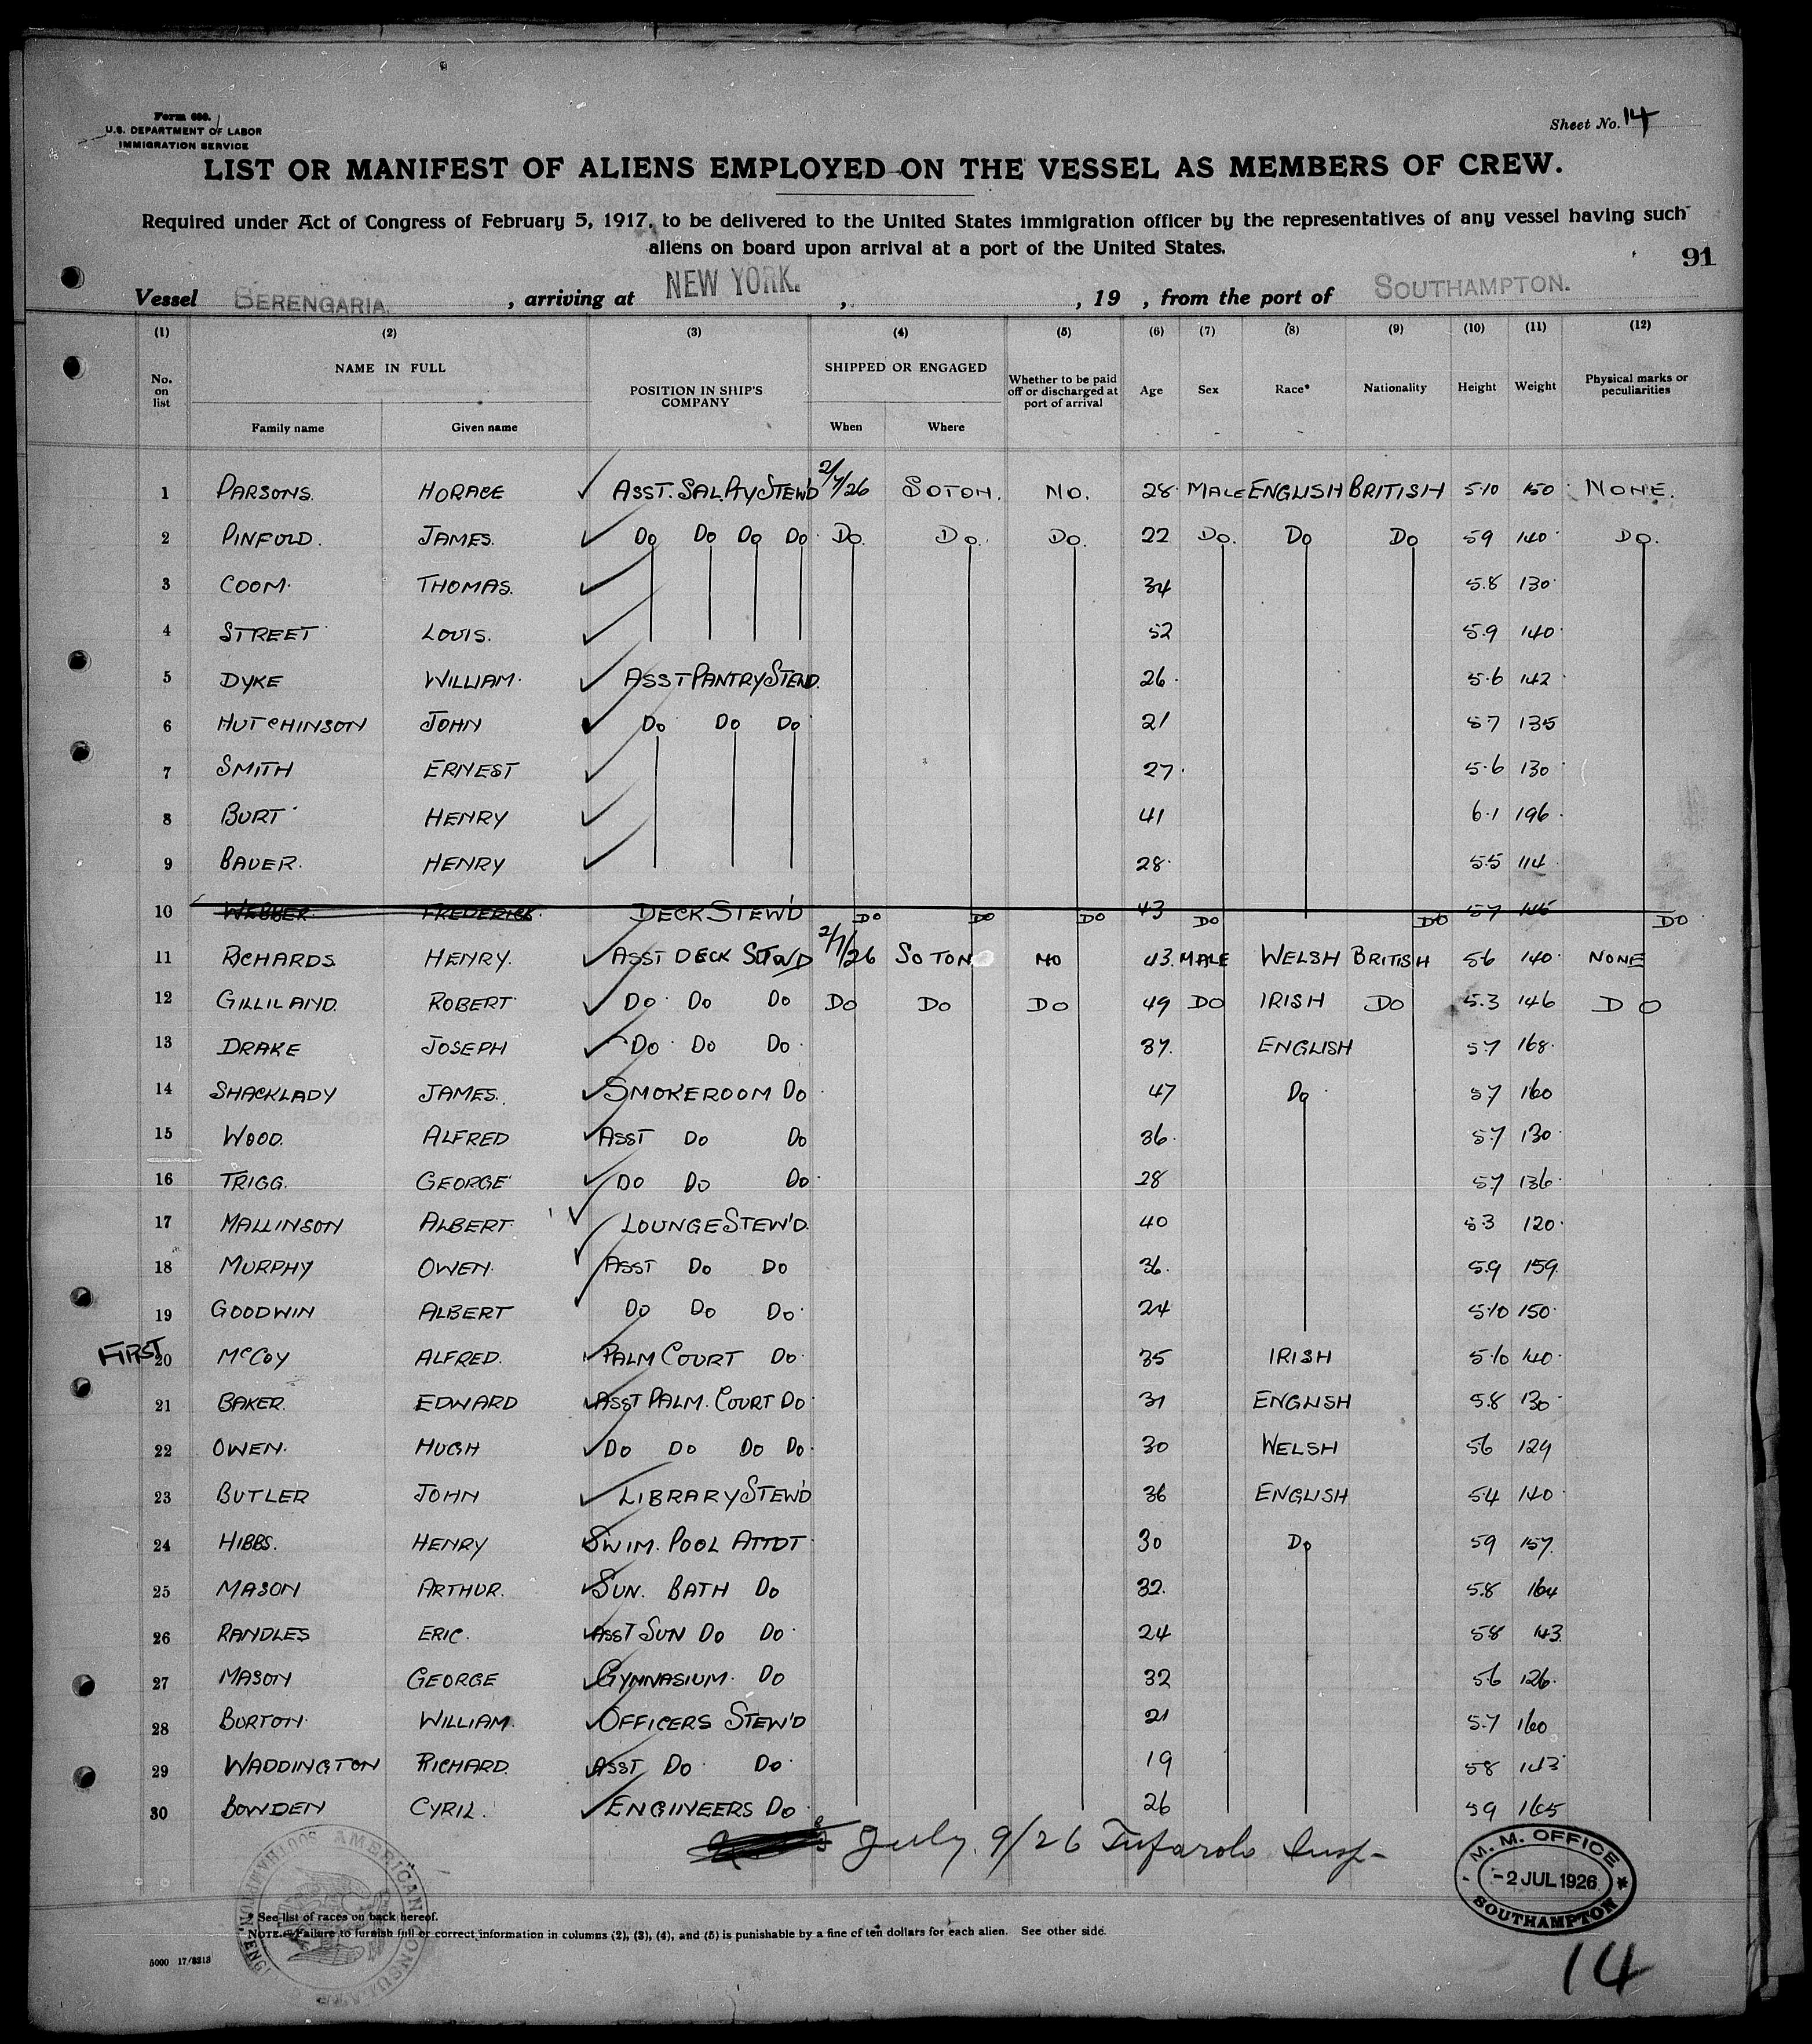 Form 680.
U.S. DEPARTMENT OF LABOR
IMMIGRATION SERVICE
Sheet No. 14
LIST OR MANIFEST OF ALIENS EMPLOYED ON THE VESSEL AS MEMBERS OF CREW.
Required under Act of Congress of February 5, 1917, to be delivered to the United States immigration officer by the representatives of any vessel having such
aliens on board upon arrival at a port of the United States.
91
Vessel BERENGARIA. , arriving at NEW YORK. , , 19 , from the port of SOUTHAMPTON.
(1) (2) (3) (4) (5) (6) (7) (8) (9) (10) (11) (12)
No. on list NAME IN FULL Family name Given name POSITION IN SHIP'S COMPANY SHIPPED OR ENGAGED When Where Whether to be paid off or discharged at port of arrival Age Sex Race* Nationality Height Weight Physical marks or peculiarities
1 PARSONS. HORACE ASST. SAL. P'TY STEW'D 2/7/26 SOTON. NO. 28 MALE ENGLISH BRITISH 5.10 150 NONE.
2 PINFOLD. JAMES. Do Do Do Do Do. Do. Do. 22 Do. Do Do 59 140 Do.
3 COOM. THOMAS. 34 5.8 130
4 STREET LOUIS. 52 5.9 140
5 DYKE WILLIAM. ASST PANTRY STEWD. 26 5.6 142
6 HUTCHINSON JOHN Do Do Do 21 57 135
7 SMITH ERNEST 27 5.6 130
8 BURT HENRY 41 6.1 196
9 BAUER. HENRY 28 5.5 114
10 WEBBER. FREDERICK. DECK STEW'D DO DO DO 43 DO DO 57 145 DO
11 RICHARDS HENRY. ASST DECK STEWD 2/7/26 SOTON NO 43. MALE WELSH BRITISH 56 140 NONE
12 GILLILAND. ROBERT Do Do Do Do Do Do 49 DO IRISH DO 5.3 146 DO
13 DRAKE JOSEPH Do Do Do 37. ENGLISH 5.7 168
14 SHACKLADY JAMES. SMOKEROOM Do 47 Do 57 160
15 WOOD. ALFRED ASST Do Do 36. 5.7 130
16 TRIGG. GEORGE Do Do Do 28 57 136
17 MALLINSON ALBERT LOUNGE STEW'D. 40 5.3 120
18 MURPHY OWEN. ASST Do Do 36. 5.9 159
19 GOODWIN ALBERT Do Do Do 24 5.10 150
FIRST 20 McCOY ALFRED. PALM COURT Do 35 IRISH 5.10 140
21 BAKER. EDWARD ASST PALM. COURT Do 31 ENGLISH 5.8 130
22 OWEN. HUGH Do Do Do Do 30 WELSH 56 129
23 BUTLER JOHN LIBRARY STEW'D 36 ENGLISH 5.4 140
24 HIBBS. HENRY SWIM. POOL ATTDT 30 Do 59 157.
25 MASON ARTHUR. SUN. BATH Do 32. 5.8 164
26 RANDLES ERIC. ASST SUN Do Do 24 58 143
27 MASON GEORGE GYMNASIUM. Do 32 56 126
28 BURTON WILLIAM. OFFICERS STEW'D 21 5.7 160
29 WADDINGTON RICHARD. ASST Do Do 19 58 143
30 BOWDEN CYRIL. ENGINEERS Do 26 59 165
July 9/26 Tufarolo Insp-
M. M. OFFICE
-2 JUL 1926
SOUTHAMPTON
AMERICAN CONSULATE SOUTHAMPTON, ENG.
* See list of races on back hereof.
NOTE.—Failure to furnish full or correct information in columns (2), (3), (4), and (5) is punishable by a fine of ten dollars for each alien. See other side.
5000 17/8213
14